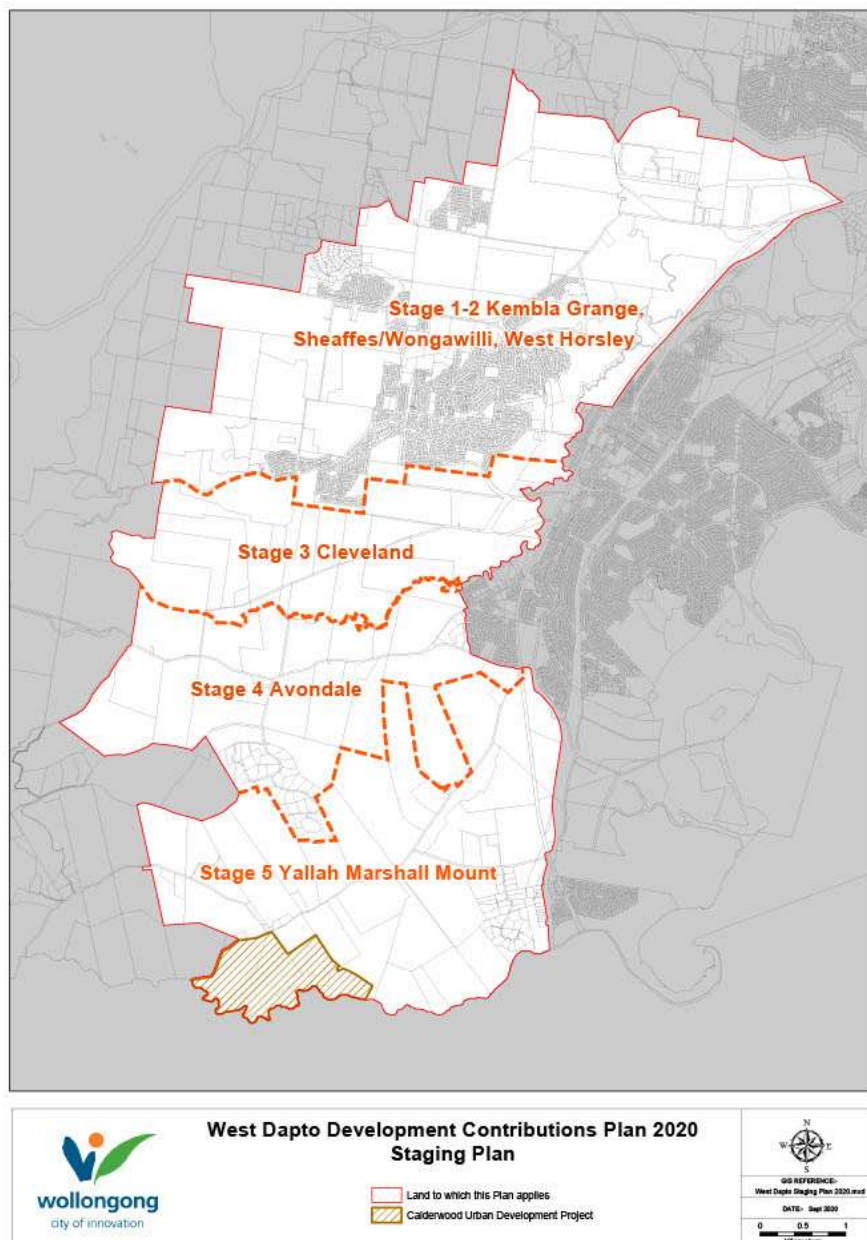 Stage 1-2 Kembla Grange,
Sheaffes/Wongawilli, West Horsley
Stage 3 Cleveland
Stage 4 Avondale
Stage 5 Yallah Marshall Mount
wollongong
city of innovation
West Dapto Development Contributions Plan 2020
Staging Plan
Land to which this Plan applies
Calderwood Urban Development Project
N
W
E
S
GIS REFERENCE:-
West Dapto Staging Plan 2020.mxd
DATE:- Sept 2020
0 0.5 1
Kilometers